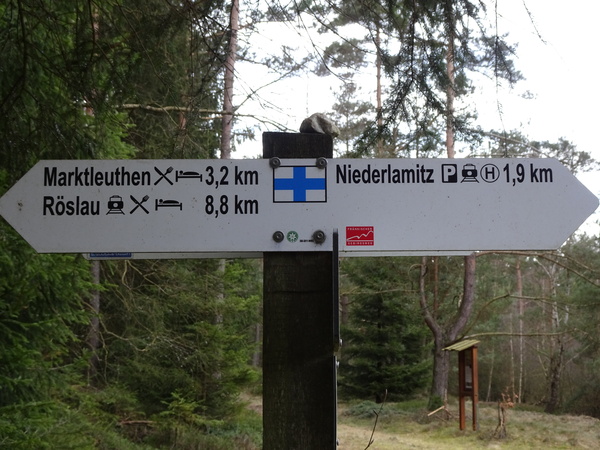 Marktleuthen 3,2 km
Röslau 8,8 km
Niederlamitz P H 1,9 km